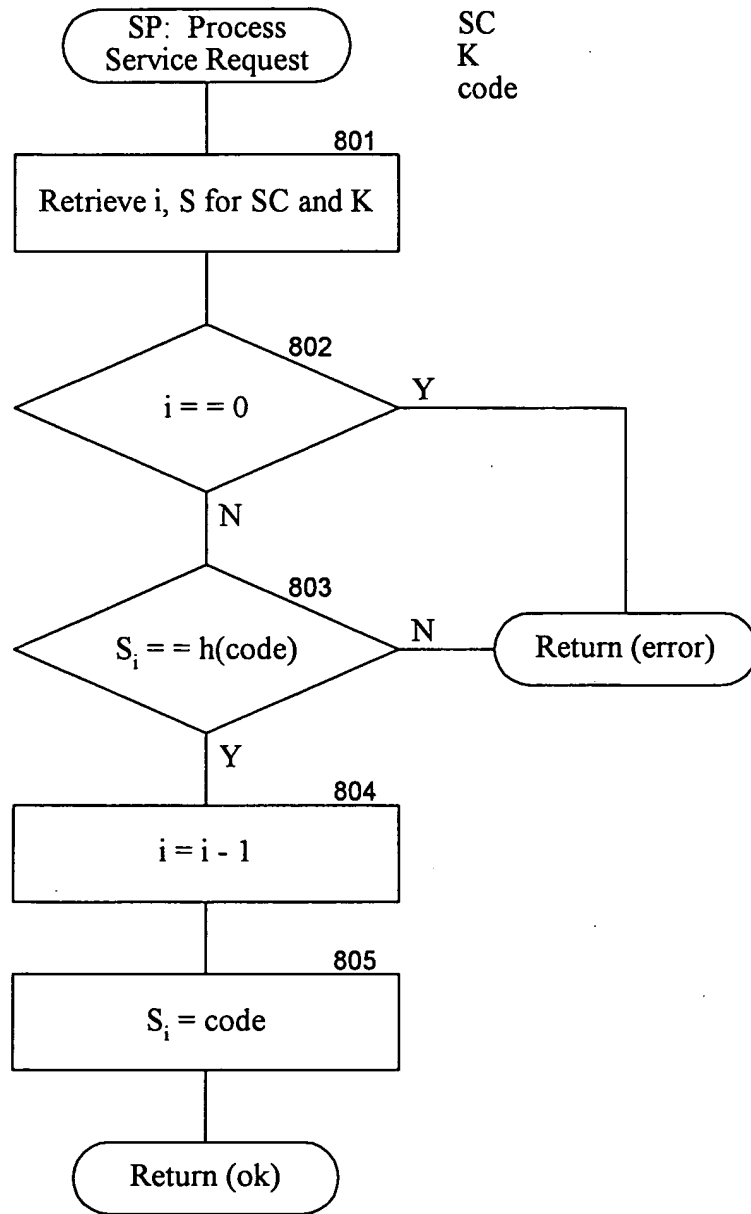 SP: Process
Service Request
SC
K
code
801
Retrieve i, S for SC and K
802
i = = 0
Y
N
803
S_i = = h(code)
N
Return (error)
Y
804
i = i - 1
805
S_i = code
Return (ok)